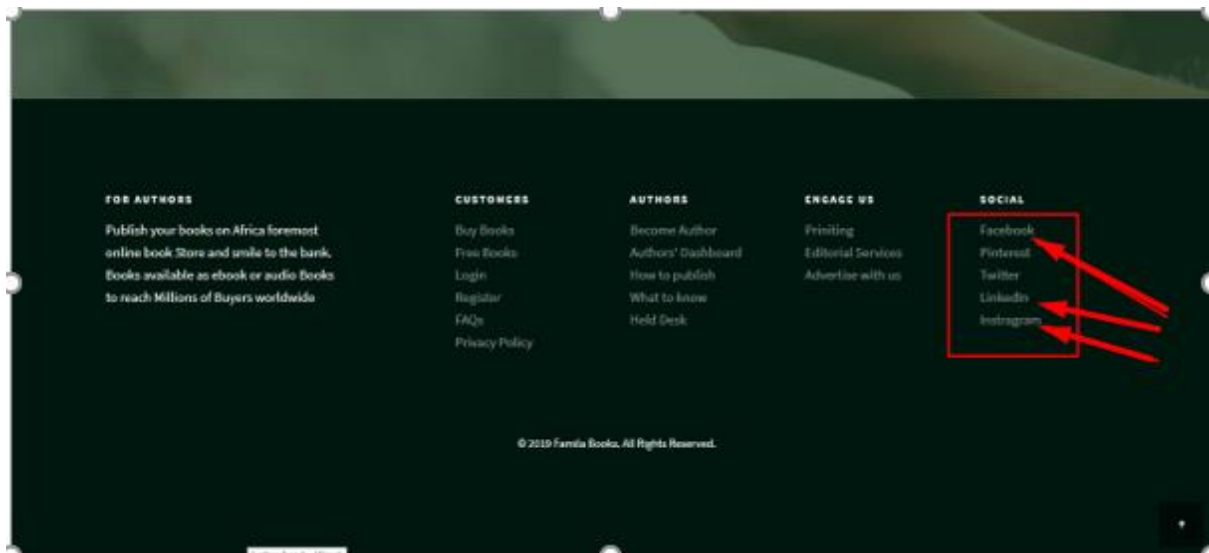 FOR AUTHORS
Publish your books on Africa foremost
online book Store and smile to the bank.
Books available as ebook or audio Books
to reach Millions of Buyers worldwide
CUSTOMERS
Buy Books
Free Books
Login
Register
FAQs
Privacy Policy
AUTHORS
Become Author
Authors' Dashboard
How to publish
What to know
Held Desk
ENGAGE US
Priniting
Editorial Services
Advertise with us
SOCIAL
Facebook
Pinterest
Twitter
LinkedIn
Instragram
© 2019 Famila Books. All Rights Reserved.